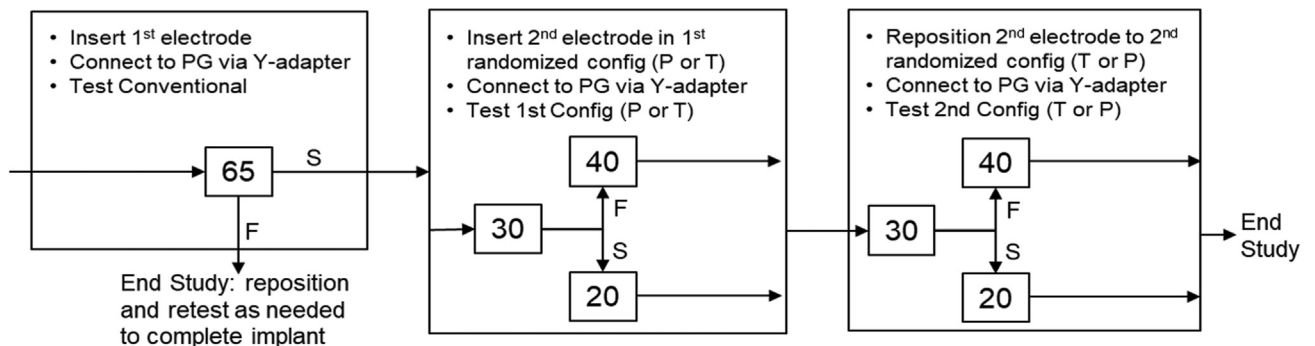 • Insert 1st electrode
• Connect to PG via Y-adapter
• Test Conventional
65
S
F
End Study: reposition
and retest as needed
to complete implant
• Insert 2nd electrode in 1st
randomized config (P or T)
• Connect to PG via Y-adapter
• Test 1st Config (P or T)
40
F
30
S
20
• Reposition 2nd electrode to 2nd
randomized config (T or P)
• Connect to PG via Y-adapter
• Test 2nd Config (T or P)
40
F
30
S
20
End
Study